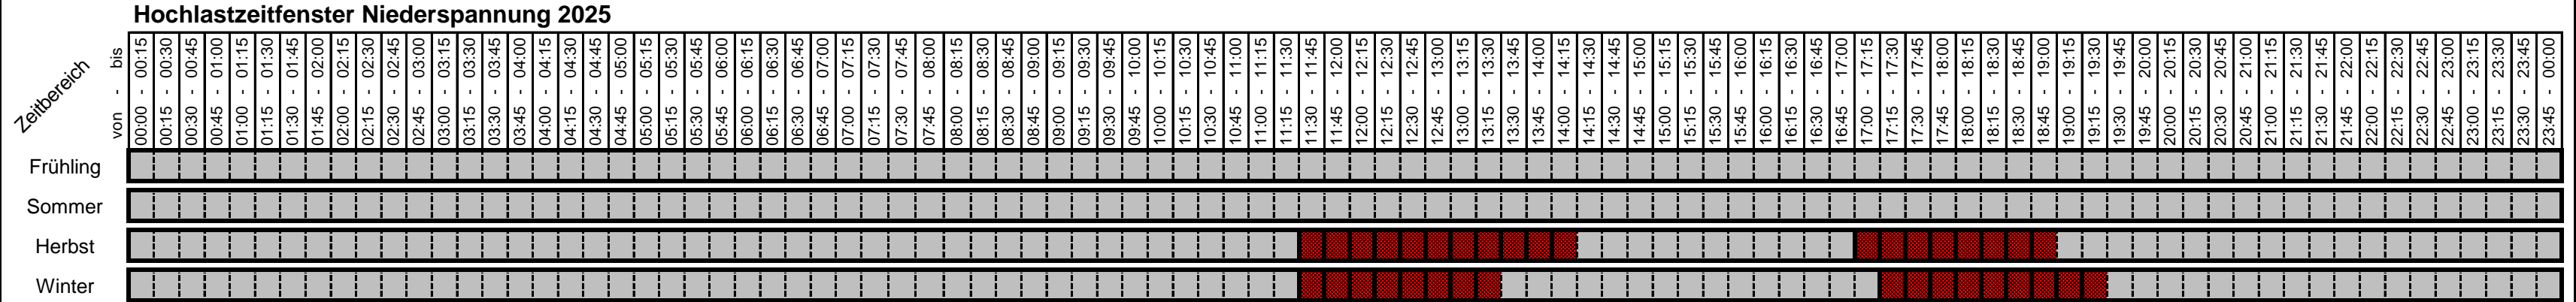 Hochlastzeitfenster Niederspannung 2025
Zeitbereich
von - bis
00:00 - 00:15
00:15 - 00:30
00:30 - 00:45
00:45 - 01:00
01:00 - 01:15
01:15 - 01:30
01:30 - 01:45
01:45 - 02:00
02:00 - 02:15
02:15 - 02:30
02:30 - 02:45
02:45 - 03:00
03:00 - 03:15
03:15 - 03:30
03:30 - 03:45
03:45 - 04:00
04:00 - 04:15
04:15 - 04:30
04:30 - 04:45
04:45 - 05:00
05:00 - 05:15
05:15 - 05:30
05:30 - 05:45
05:45 - 06:00
06:00 - 06:15
06:15 - 06:30
06:30 - 06:45
06:45 - 07:00
07:00 - 07:15
07:15 - 07:30
07:30 - 07:45
07:45 - 08:00
08:00 - 08:15
08:15 - 08:30
08:30 - 08:45
08:45 - 09:00
09:00 - 09:15
09:15 - 09:30
09:30 - 09:45
09:45 - 10:00
10:00 - 10:15
10:15 - 10:30
10:30 - 10:45
10:45 - 11:00
11:00 - 11:15
11:15 - 11:30
11:30 - 11:45
11:45 - 12:00
12:00 - 12:15
12:15 - 12:30
12:30 - 12:45
12:45 - 13:00
13:00 - 13:15
13:15 - 13:30
13:30 - 13:45
13:45 - 14:00
14:00 - 14:15
14:15 - 14:30
14:30 - 14:45
14:45 - 15:00
15:00 - 15:15
15:15 - 15:30
15:30 - 15:45
15:45 - 16:00
16:00 - 16:15
16:15 - 16:30
16:30 - 16:45
16:45 - 17:00
17:00 - 17:15
17:15 - 17:30
17:30 - 17:45
17:45 - 18:00
18:00 - 18:15
18:15 - 18:30
18:30 - 18:45
18:45 - 19:00
19:00 - 19:15
19:15 - 19:30
19:30 - 19:45
19:45 - 20:00
20:00 - 20:15
20:15 - 20:30
20:30 - 20:45
20:45 - 21:00
21:00 - 21:15
21:15 - 21:30
21:30 - 21:45
21:45 - 22:00
22:00 - 22:15
22:15 - 22:30
22:30 - 22:45
22:45 - 23:00
23:00 - 23:15
23:15 - 23:30
23:30 - 23:45
23:45 - 00:00
Frühling
Sommer
Herbst
Winter